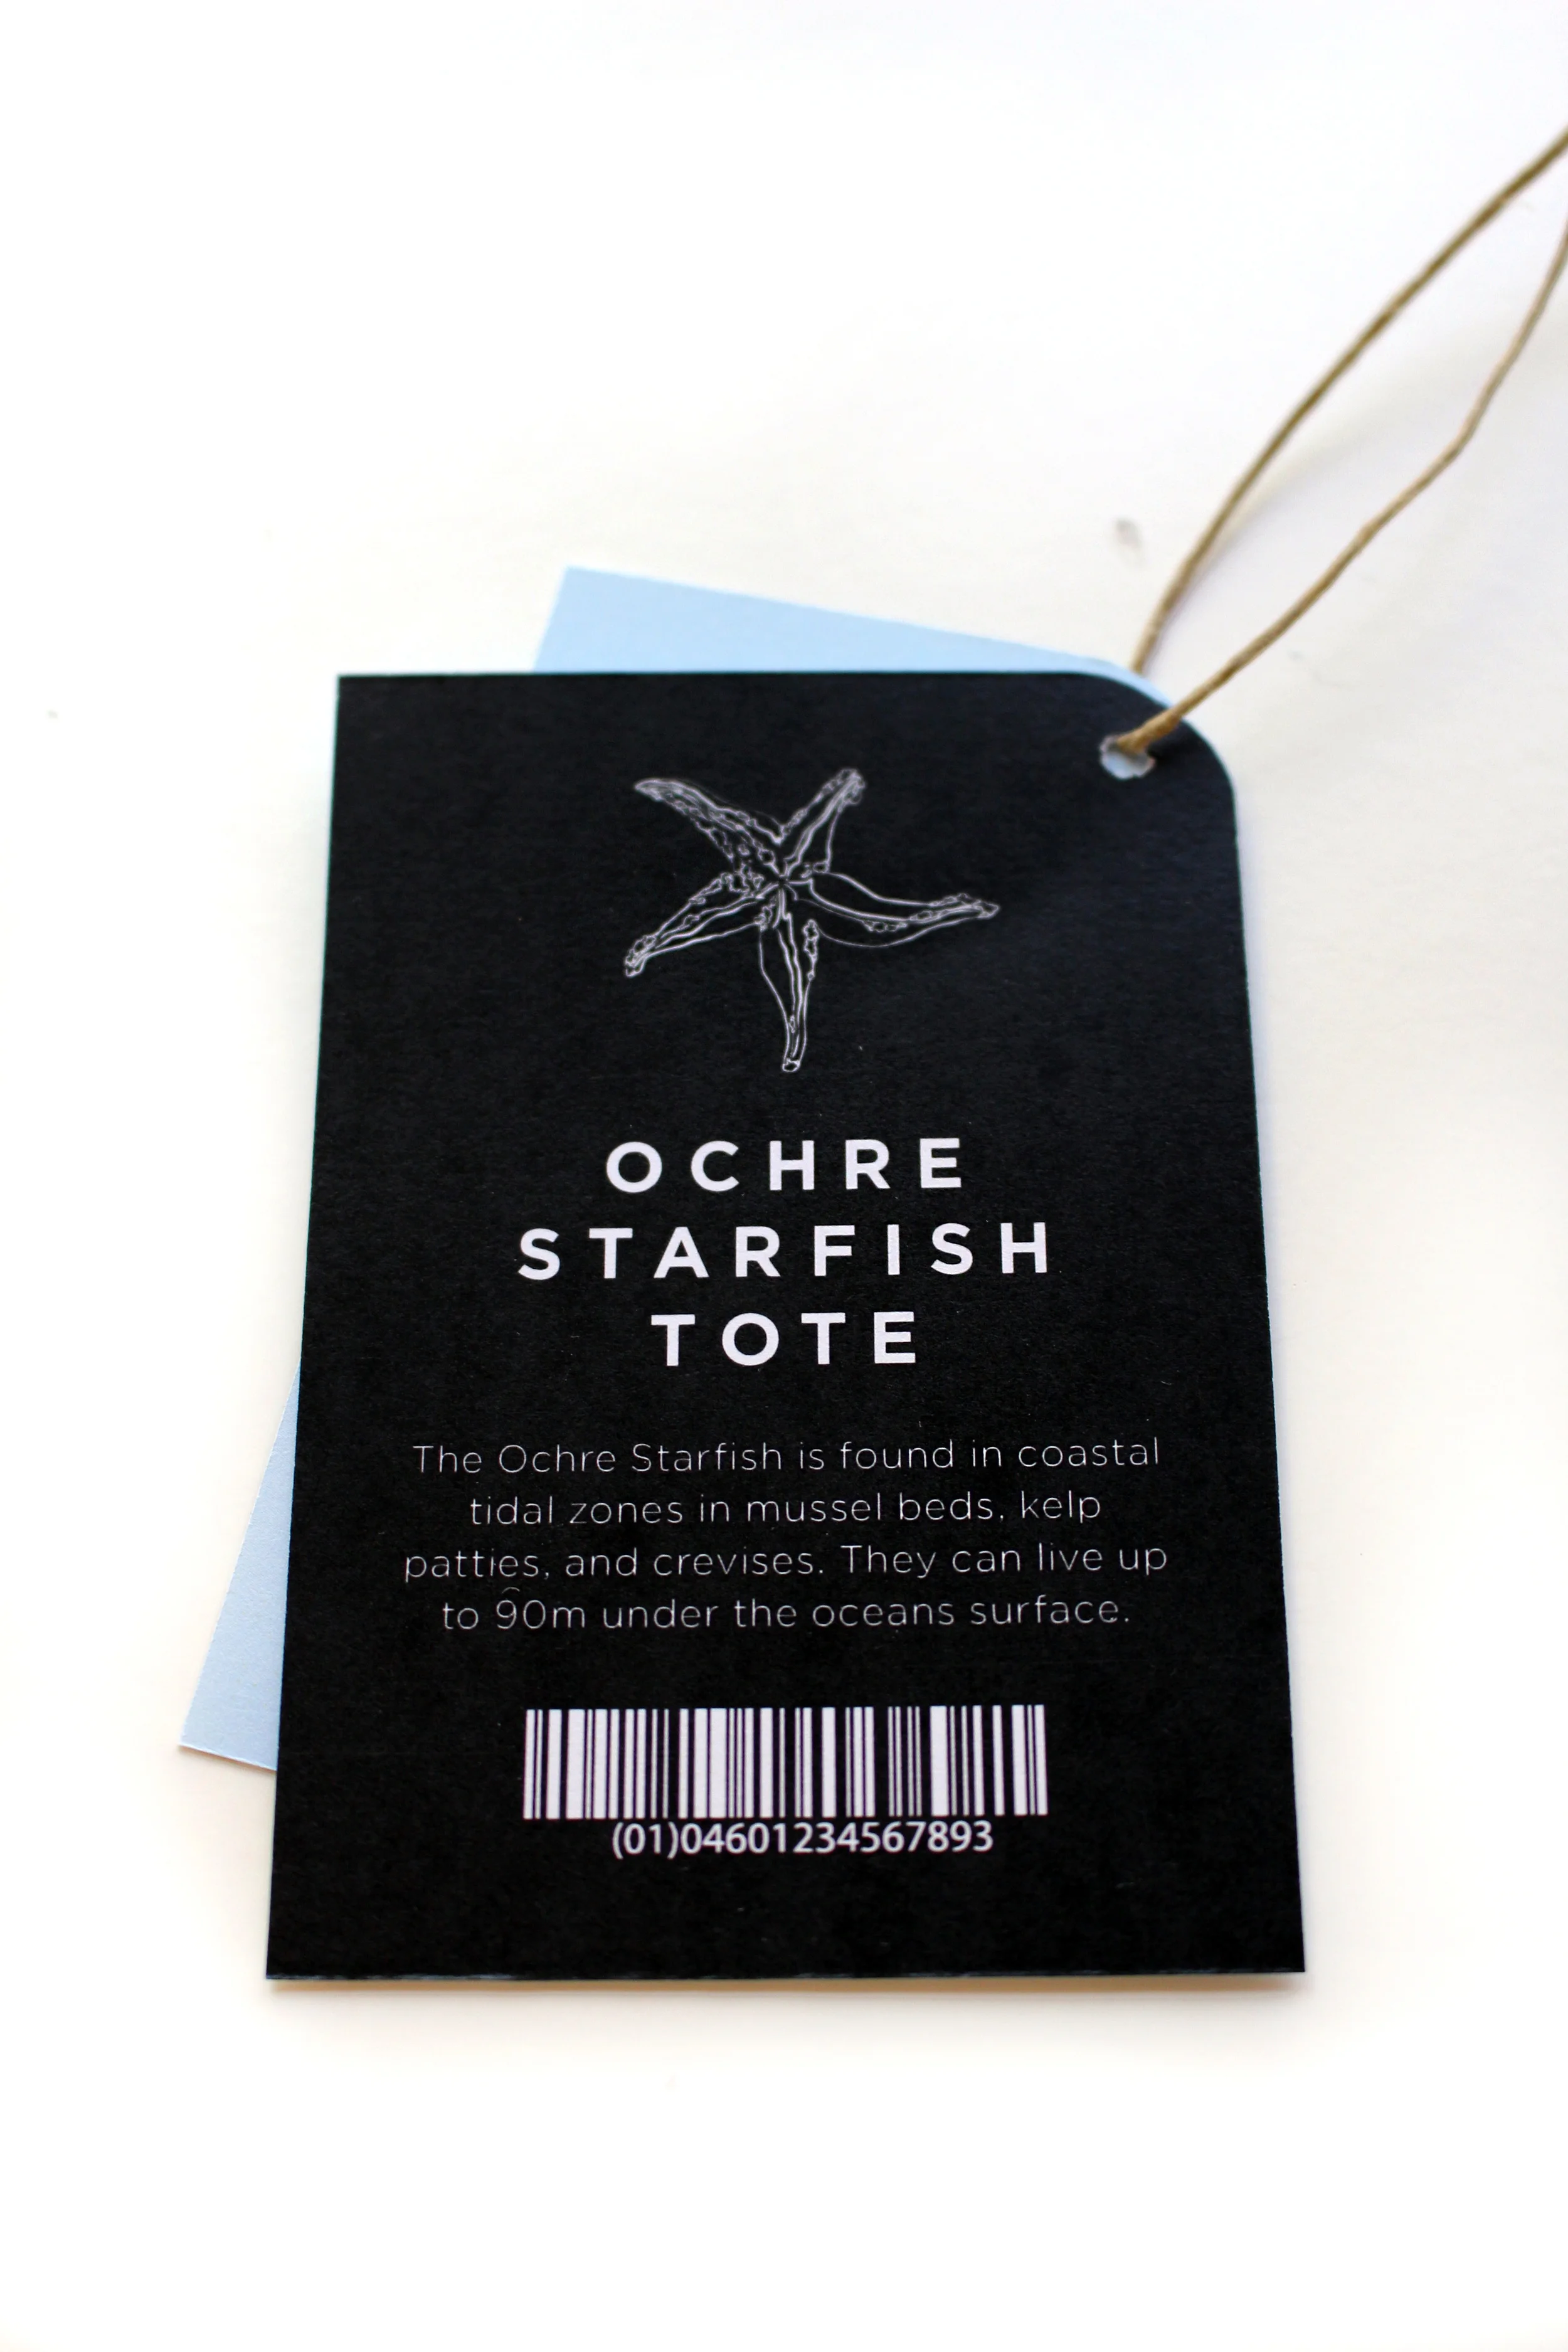 OCHRE
STARFISH
TOTE
The Ochre Starfish is found in coastal
tidal zones in mussel beds, kelp
patties, and crevises. They can live up
to 90m under the oceans surface.
(01)04601234567893